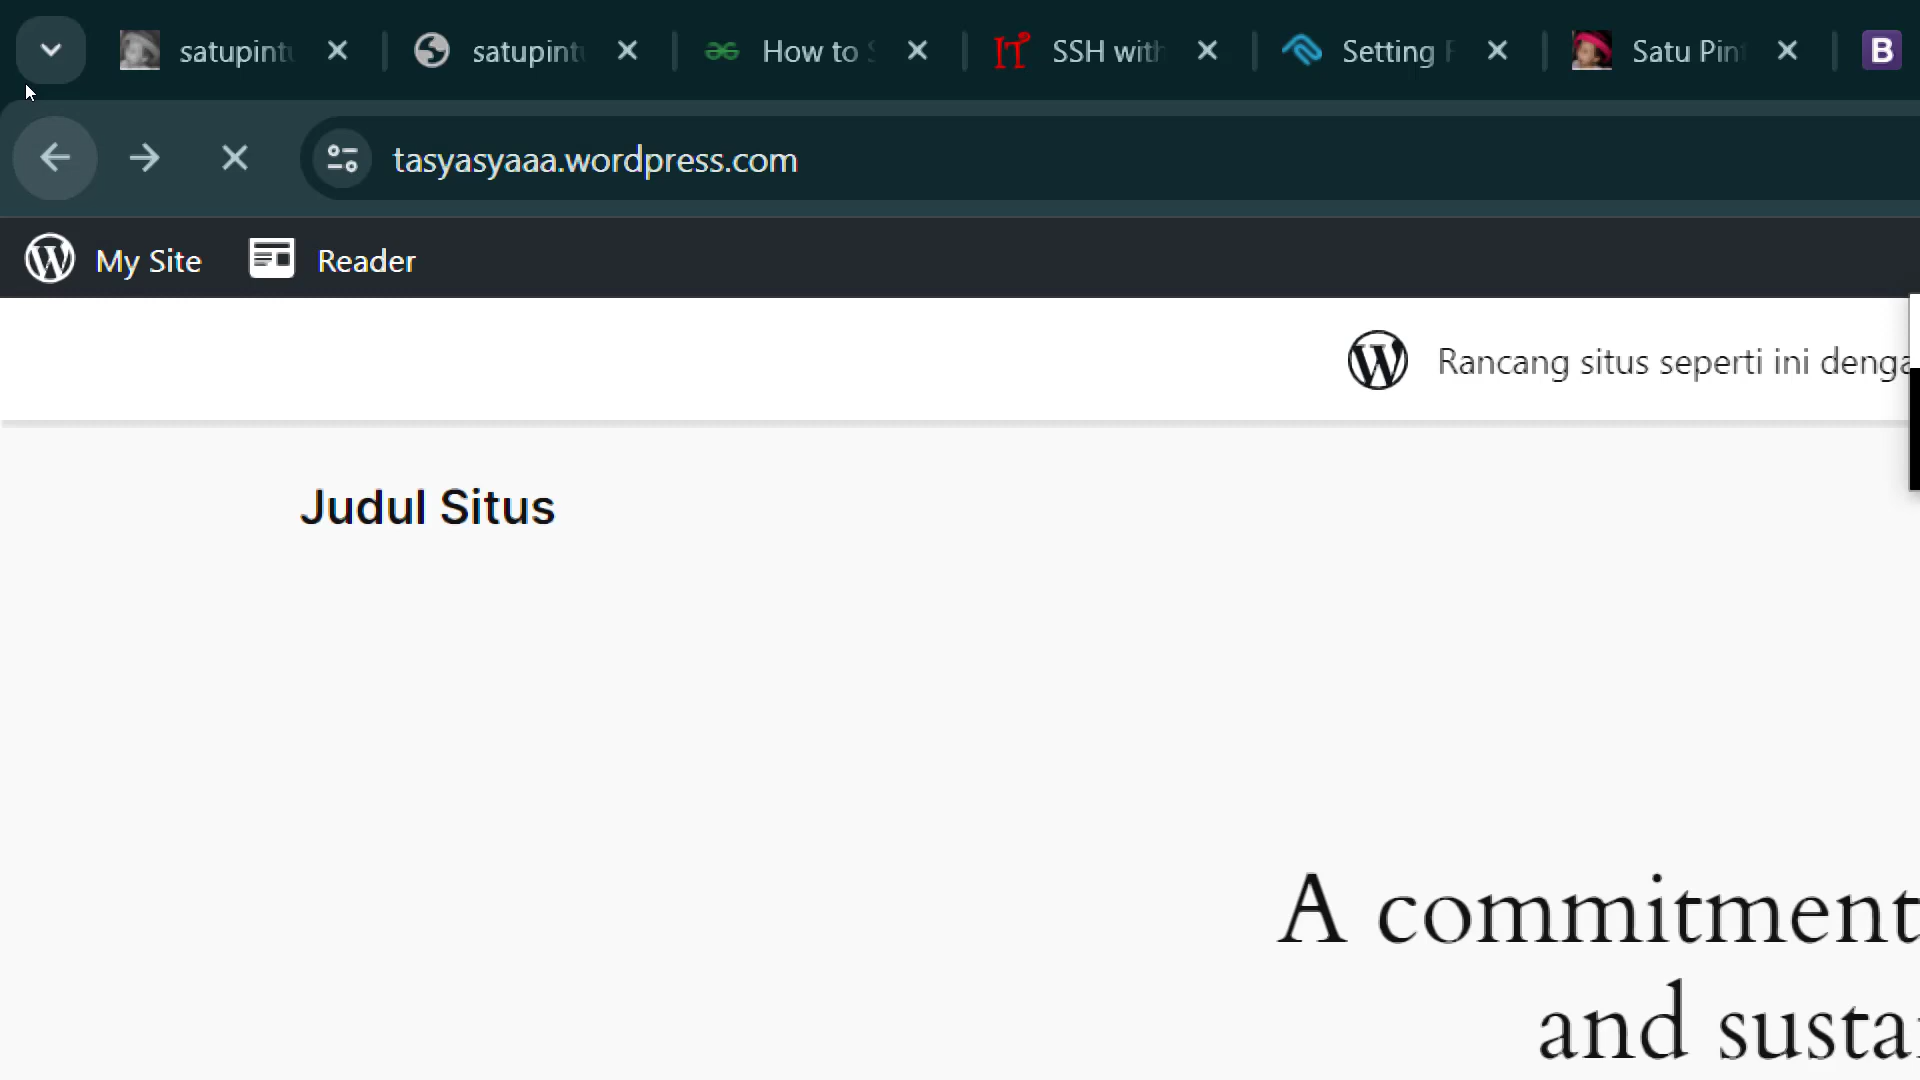 satupint
satupint
How to S
SSH with
Setting
Satu Pin
B
tasyasyaaa.wordpress.com
My Site
Reader
Rancang situs seperti ini denga
Judul Situs
A commitment
and sustai